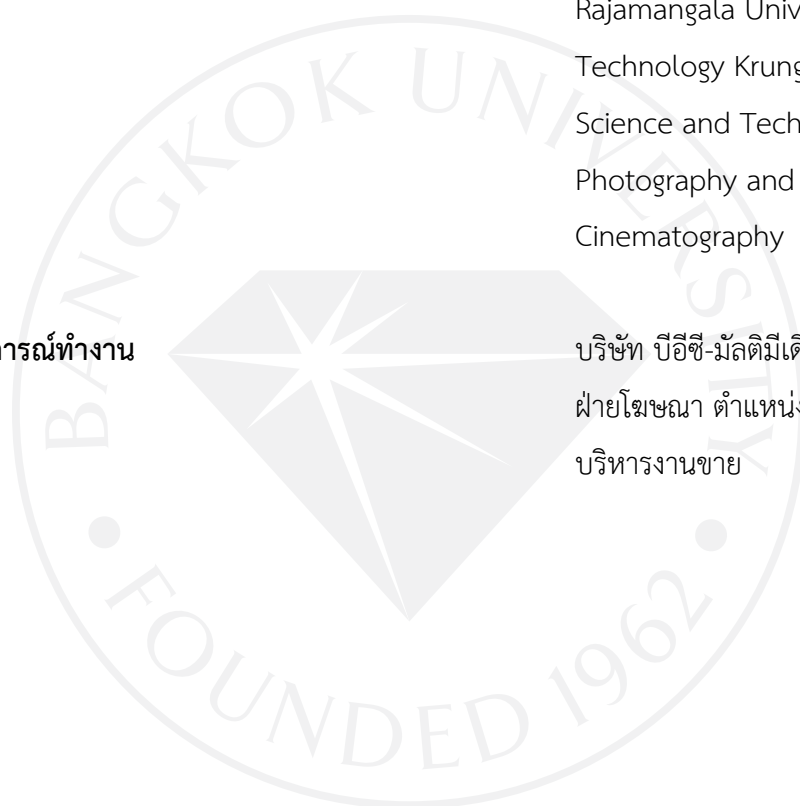 Rajamangala Univ
Technology Krung
Science and Tech
Photography and
Cinematography
ารณ์ทำงาน
บริษัท บีอีซี-มัลติมีเดี
ฝ่ายโฆษณา ตำแหน่ง
บริหารงานขาย
BANGKOK UNIVERSITY
FOUNDED 1962